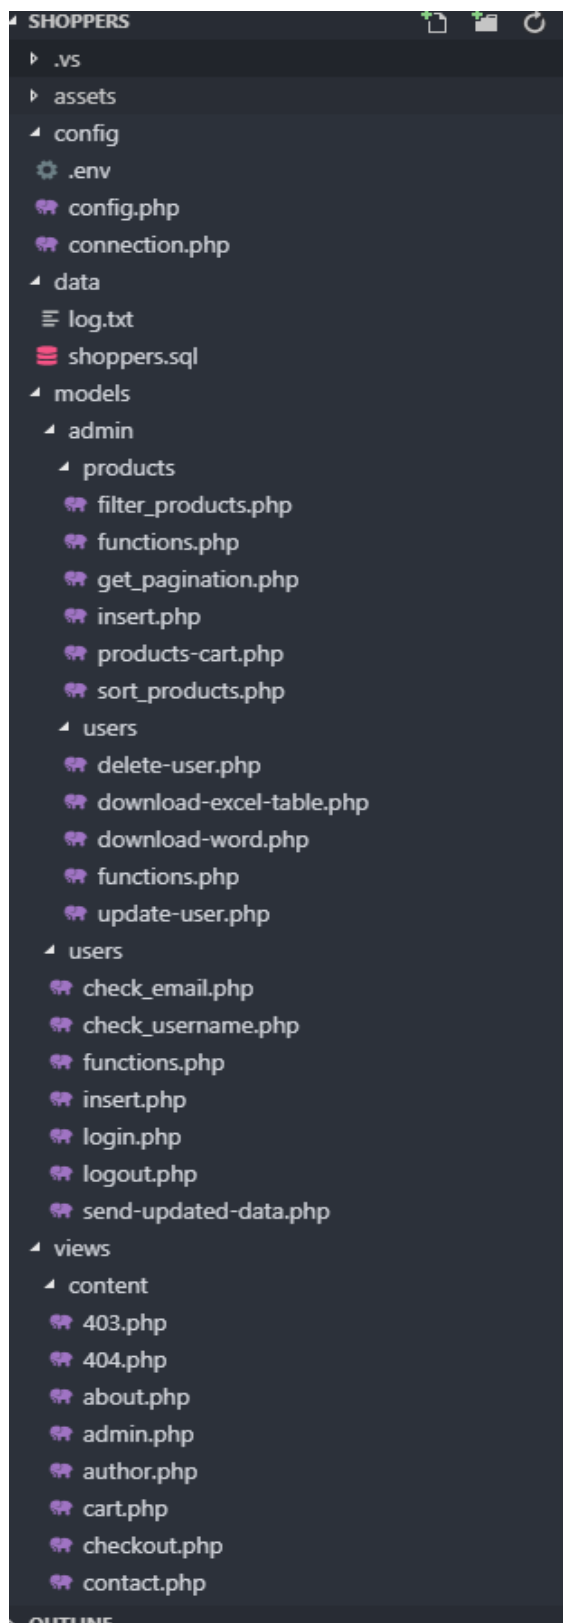 SHOPPERS
.vs
assets
config
.env
config.php
connection.php
data
log.txt
shoppers.sql
models
admin
products
filter_products.php
functions.php
get_pagination.php
insert.php
products-cart.php
sort_products.php
users
delete-user.php
download-excel-table.php
download-word.php
functions.php
update-user.php
users
check_email.php
check_username.php
functions.php
insert.php
login.php
logout.php
send-updated-data.php
views
content
403.php
404.php
about.php
admin.php
author.php
cart.php
checkout.php
contact.php
OUTLINE